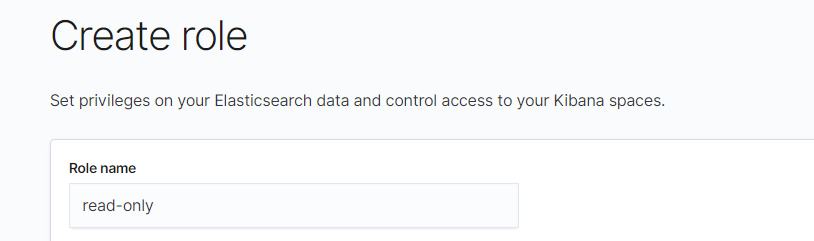 Create role
Set privileges on your Elasticsearch data and control access to your Kibana spaces.
Role name
read-only